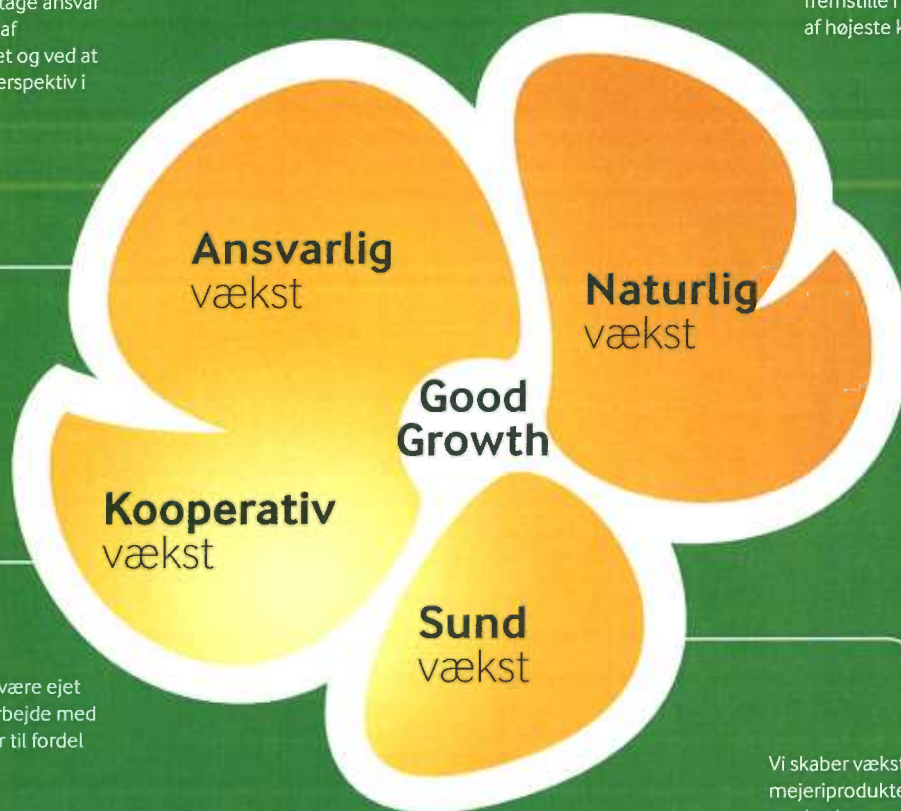 tage ansvar
af
et og ved at
erspektiv i
fremstille
af højeste
Ansvarlig
vækst
Naturlig
vækst
Good
Growth
Kooperativ
vækst
Sund
vækst
være ejet
rbejde med
r til fordel
Vi skaber vækst
mejeriprodukte